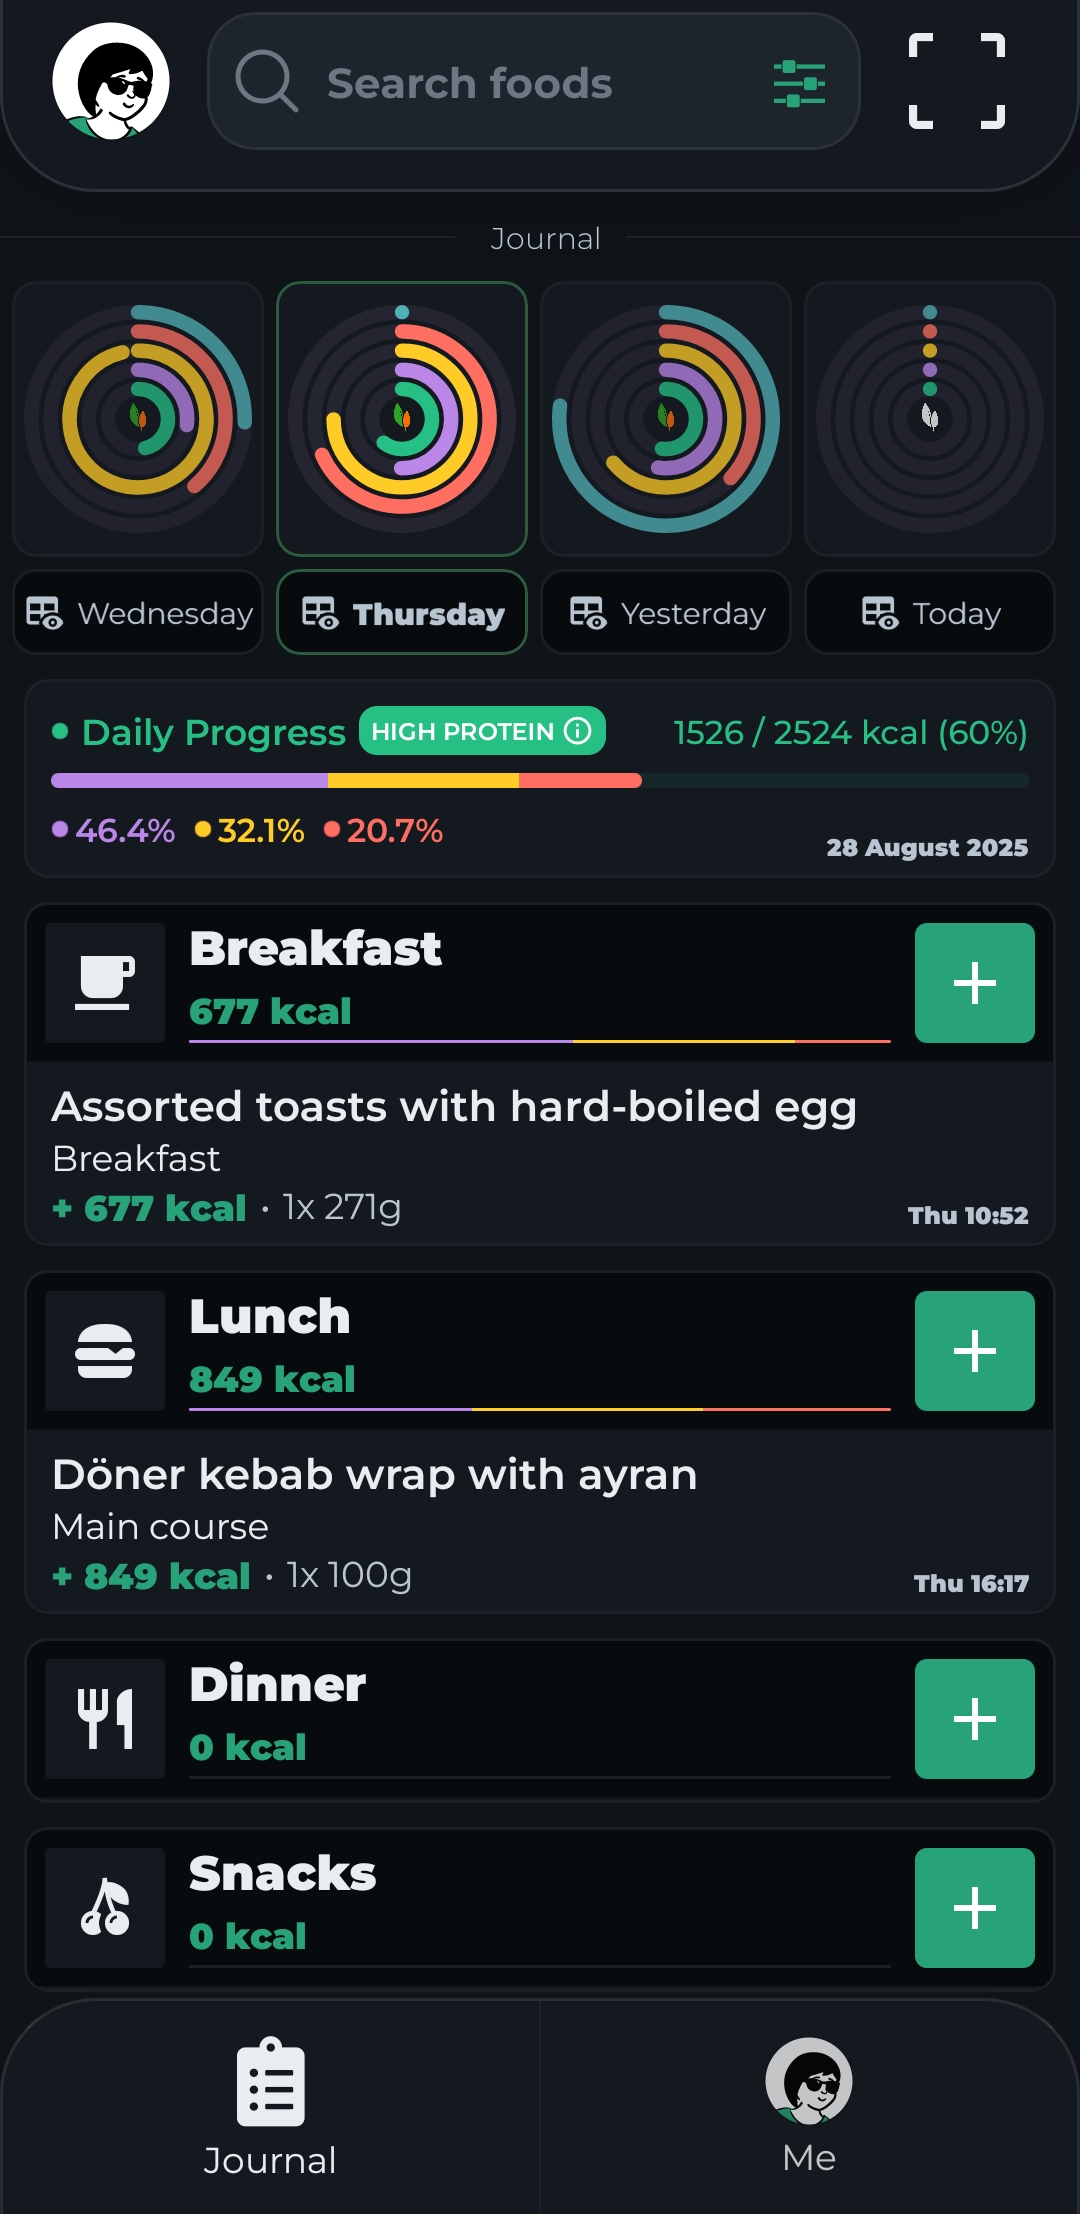 Search foods
Journal
Wednesday
Thursday
Yesterday
Today
Daily Progress HIGH PROTEIN 1526 / 2524 kcal (60%)
46.4% 32.1% 20.7%
28 August 2025
Breakfast
677 kcal
Assorted toasts with hard-boiled egg
Breakfast
+ 677 kcal · 1x 271g
Thu 10:52
Lunch
849 kcal
Döner kebab wrap with ayran
Main course
+ 849 kcal · 1x 100g
Thu 16:17
Dinner
0 kcal
Snacks
0 kcal
Journal
Me